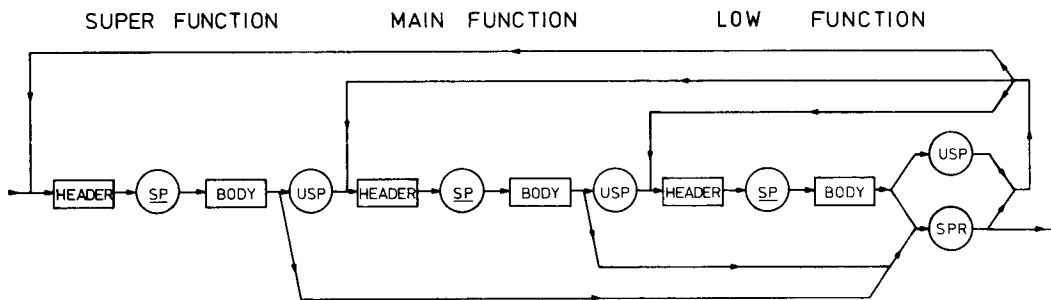 SUPER FUNCTION MAIN FUNCTION LOW FUNCTION
USP
HEADER SP BODY USP HEADER SP BODY USP HEADER SP BODY
SPR